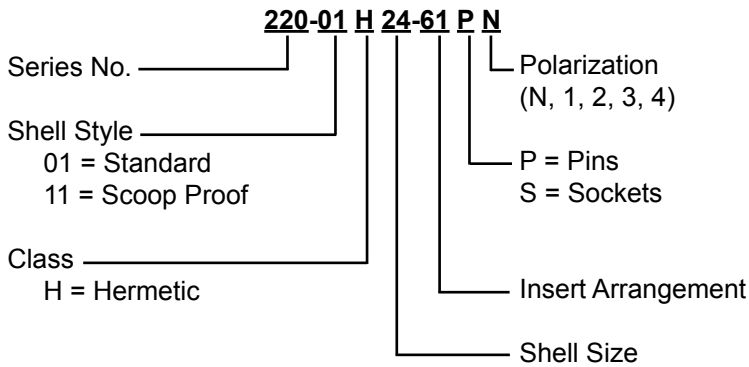 220-01 H 24-61 P N
Series No.
Shell Style
01 = Standard
11 = Scoop Proof
Class
H = Hermetic
Polarization
(N, 1, 2, 3, 4)
P = Pins
S = Sockets
Insert Arrangement
Shell Size